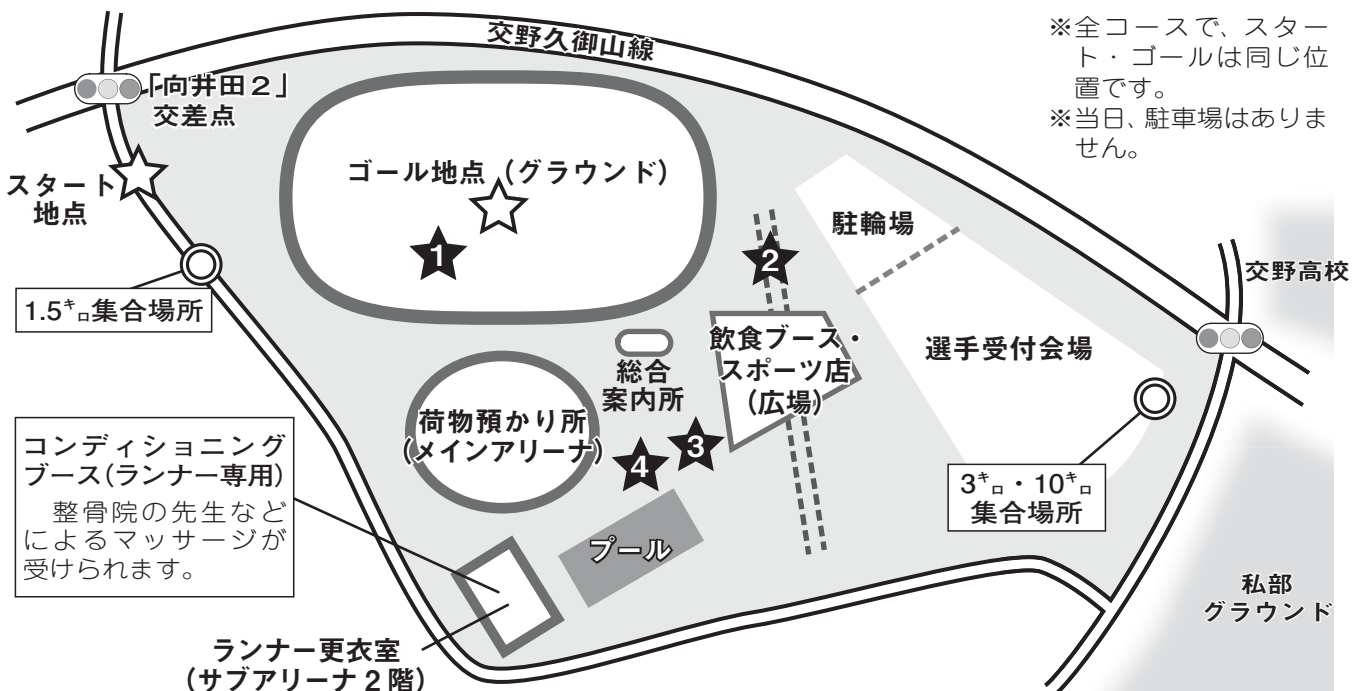 交野久御山線
※全コースで、スター
ト・ゴールは同じ位
置です。
※当日、駐車場はありま
せん。
「向井田２」
交差点
スタート
地点
ゴール地点（グラウンド）
1
2
駐輪場
交野高校
1.5㌔集合場所
飲食ブース・
スポーツ店
（広場）
選手受付会場
総合
案内所
荷物預かり所
（メインアリーナ）
3
4
コンディショニング
ブース（ランナー専用）
整骨院の先生など
によるマッサージが
受けられます。
3㌔・10㌔
集合場所
プール
私部
グラウンド
ランナー更衣室
（サブアリーナ２階）